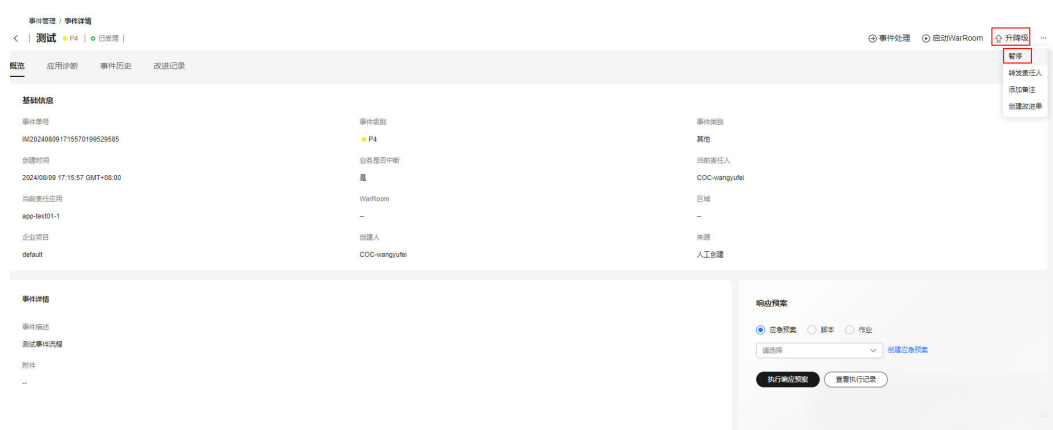 事件管理 / 事件详情
测试 P4 | 已受理 |
事件处理 启动WarRoom 升降级 ...
概览 应用诊断 事件历史 改进记录
暂停
转发责任人
添加备注
创建改进单
基础信息
事件单号 事件级别 事件类别
IM202408091715570199529585 P4 其他
创建时间 业务是否中断 当前责任人
2024/08/09 17:15:57 GMT+08:00 是 COC-wangyufei
当前责任应用 WarRoom 区域
app-test01-1 -- --
企业项目 创建人 来源
default COC-wangyufei 人工创建
事件详情
事件描述
测试事件流程
附件
--
响应预案
应急预案 脚本 作业
请选择 创建应急预案
执行响应预案 查看执行记录